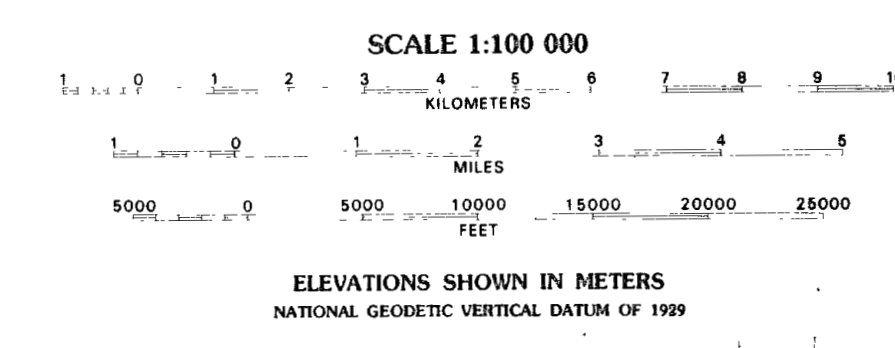 SCALE 1:100 000
1 0 1 2 3 4 5 6 7 8 9
KILOMETERS
1 0 1 2 3 4 5
MILES
5000 0 5000 10000 15000 20000 25000
FEET
ELEVATIONS SHOWN IN METERS
NATIONAL GEODETIC VERTICAL DATUM OF 1929